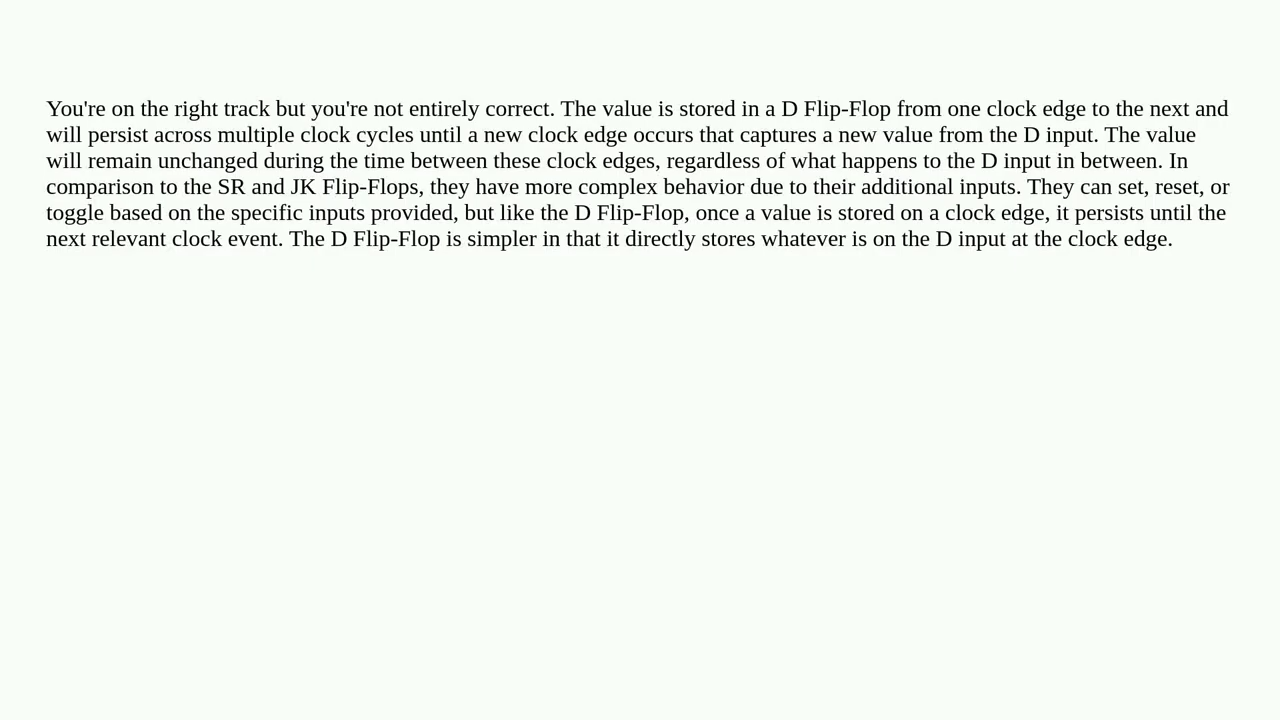 You're on the right track but you're not entirely correct. The value is stored in a D Flip-Flop from one clock edge to the next and
will persist across multiple clock cycles until a new clock edge occurs that captures a new value from the D input. The value
will remain unchanged during the time between these clock edges, regardless of what happens to the D input in between. In
comparison to the SR and JK Flip-Flops, they have more complex behavior due to their additional inputs. They can set, reset, or
toggle based on the specific inputs provided, but like the D Flip-Flop, once a value is stored on a clock edge, it persists until the
next relevant clock event. The D Flip-Flop is simpler in that it directly stores whatever is on the D input at the clock edge.